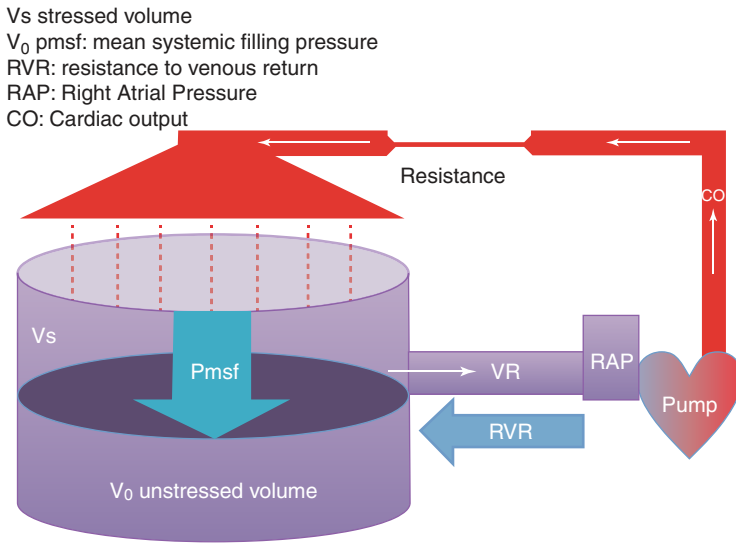 Vs stressed volume
V₀ pmsf: mean systemic filling pressure
RVR: resistance to venous return
RAP: Right Atrial Pressure
CO: Cardiac output
Resistance
CO
Vs
Pmsf
VR
RAP
Pump
RVR
V₀ unstressed volume